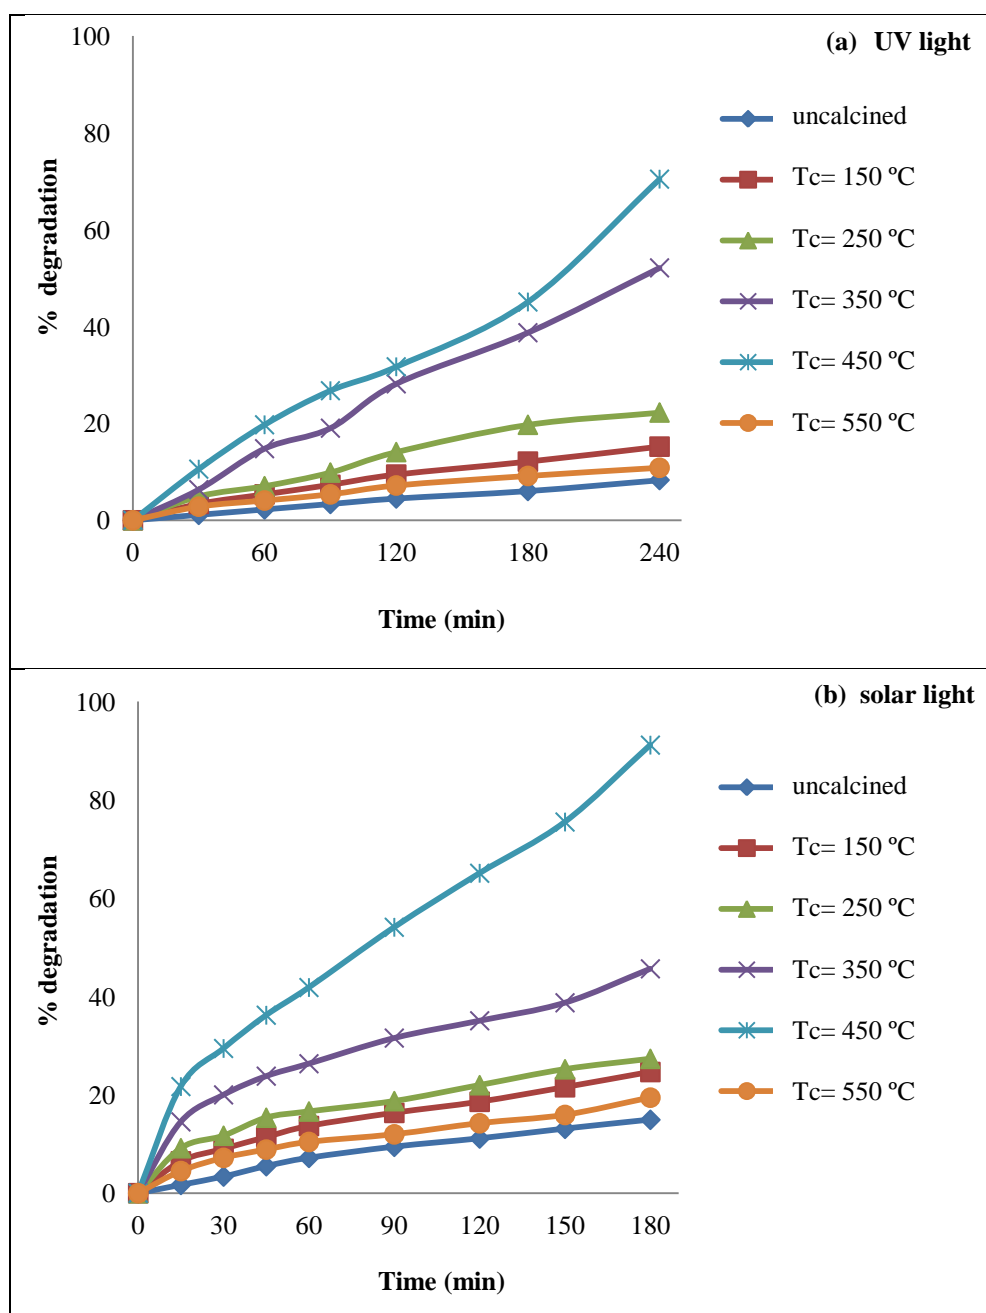 (a) UV light
100
80
60
40
20
0
% degradation
0 60 120 180 240
Time (min)
uncalcined
Tc= 150 ºC
Tc= 250 ºC
Tc= 350 ºC
Tc= 450 ºC
Tc= 550 ºC
(b) solar light
100
80
60
40
20
0
% degradation
0 30 60 90 120 150 180
Time (min)
uncalcined
Tc= 150 ºC
Tc= 250 ºC
Tc= 350 ºC
Tc= 450 ºC
Tc= 550 ºC